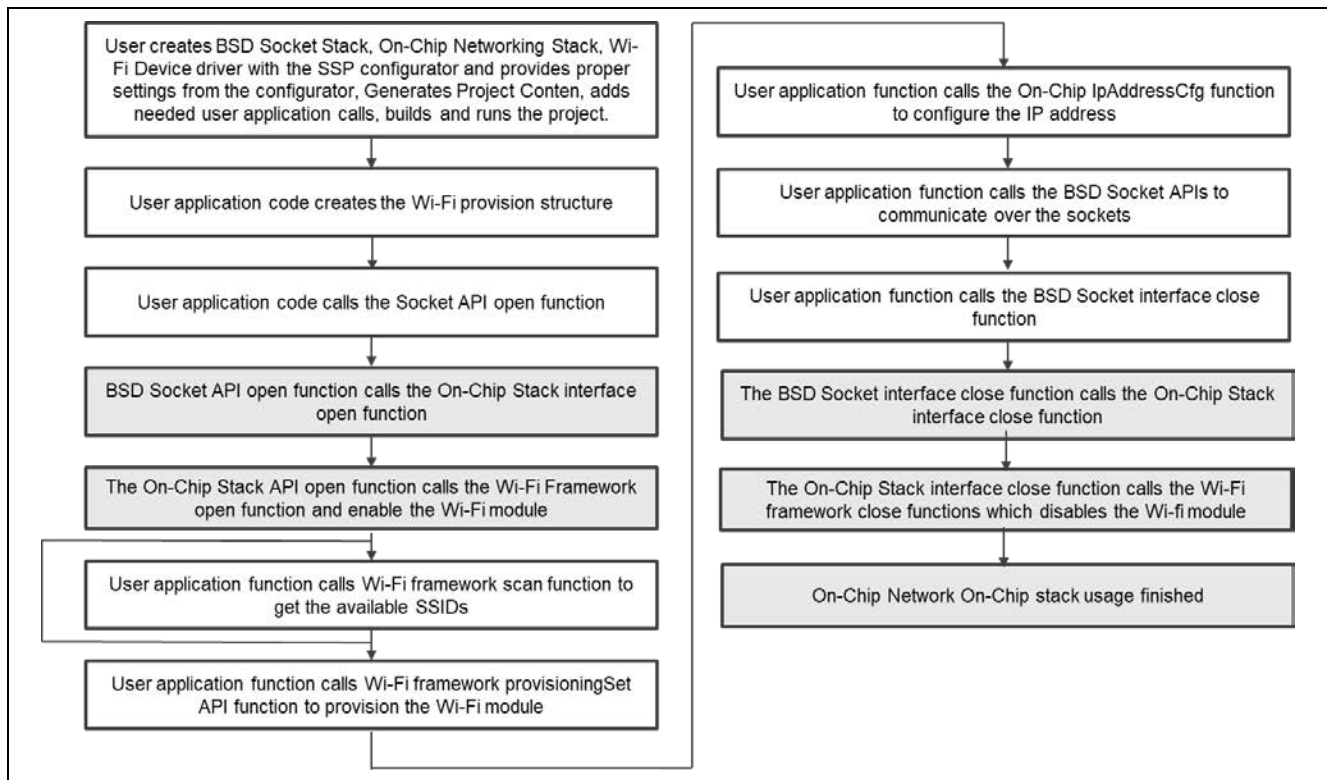 User creates BSD Socket Stack, On-Chip Networking Stack, Wi-
Fi Device driver with the SSP configurator and provides proper
settings from the configurator, Generates Project Conten, adds
needed user application calls, builds and runs the project.
User application code creates the Wi-Fi provision structure
User application code calls the Socket API open function
BSD Socket API open function calls the On-Chip Stack interface
open function
The On-Chip Stack API open function calls the Wi-Fi Framework
open function and enable the Wi-Fi module
User application function calls Wi-Fi framework scan function to
get the available SSIDs
User application function calls Wi-Fi framework provisioningSet
API function to provision the Wi-Fi module
User application function calls the On-Chip IpAddressCfg function
to configure the IP address
User application function calls the BSD Socket APIs to
communicate over the sockets
User application function calls the BSD Socket interface close
function
The BSD Socket interface close function calls the On-Chip Stack
interface close function
The On-Chip Stack interface close function calls the Wi-Fi
framework close functions which disables the Wi-fi module
On-Chip Network On-Chip stack usage finished